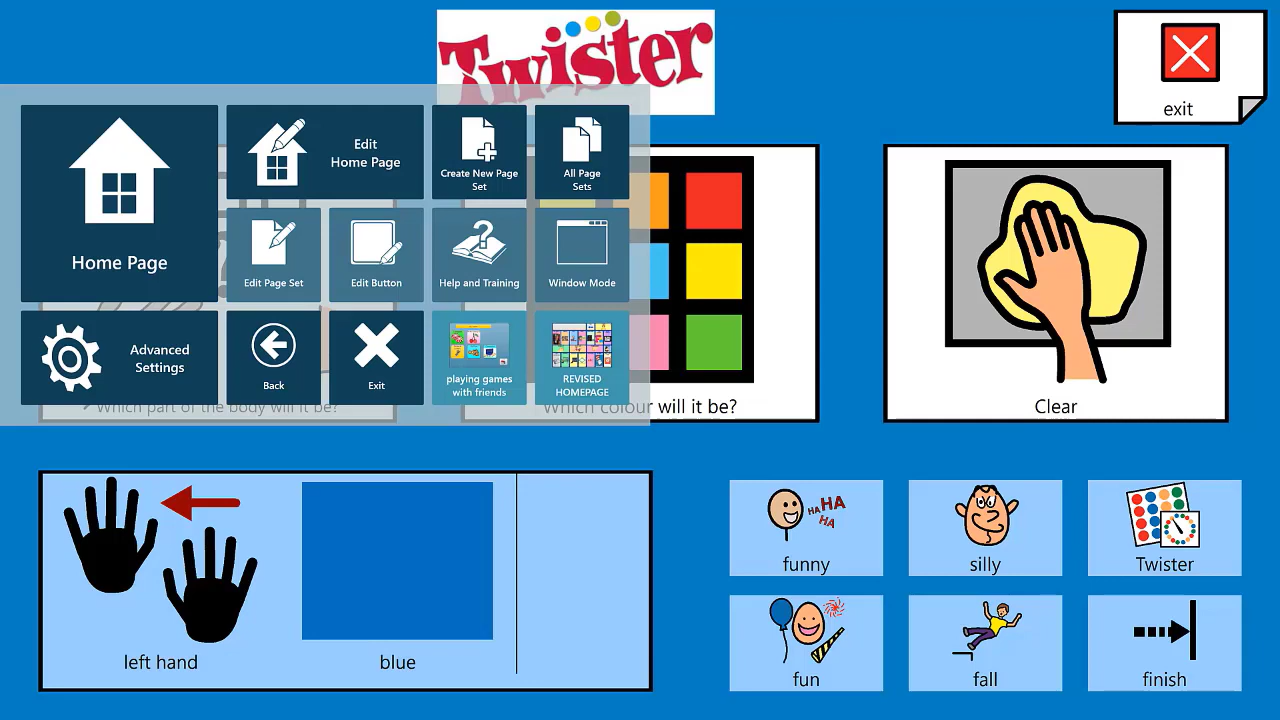 Twister
exit
Home Page
Edit
Home Page
Create New Page
Set
All Page
Sets
Edit Page Set
Edit Button
Help and Training
Window Mode
Advanced
Settings
Back
Exit
playing games
with friends
REVISED
HOMEPAGE
Which part of the body will it be?
Which colour will it be?
Clear
left hand
blue
HA HA
HA
funny
silly
Twister
fun
fall
finish